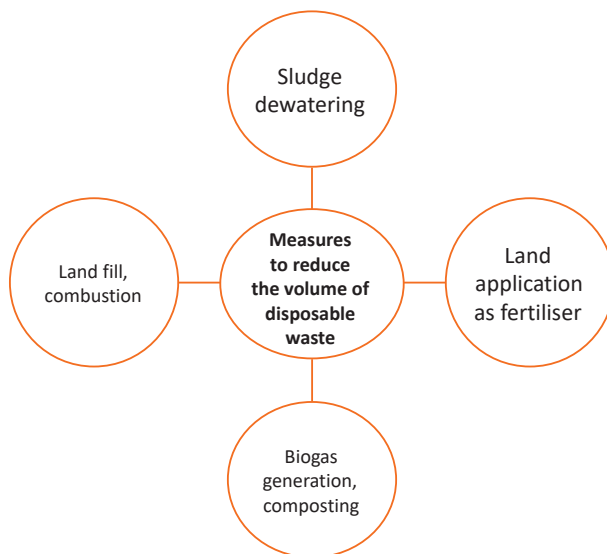 Sludge
dewatering
Land fill,
combustion
Measures
to reduce
the volume of
disposable
waste
Land
application
as fertiliser
Biogas
generation,
composting